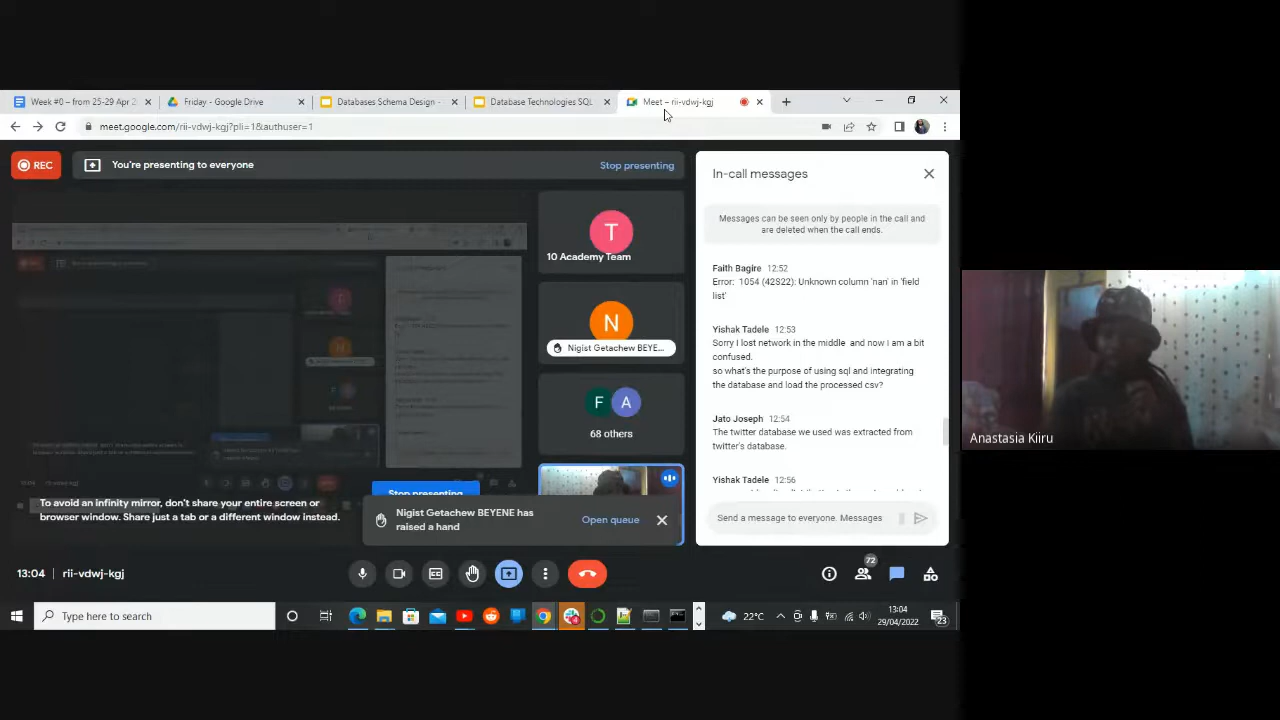 Week #0 – from 25-29 Apr 2
Friday - Google Drive
Databases Schema Design -
Database Technologies SQL
Meet – rii-vdwj-kgj
meet.google.com/rii-vdwj-kgj?pli=1&authuser=1
REC
You're presenting to everyone
Stop presenting
T
10 Academy Team
N
Nigist Getachew BEYE...
F A
68 others
Stop presenting
To avoid an infinity mirror, don't share your entire screen or
browser window. Share just a tab or a different window instead.
Nigist Getachew BEYENE has
raised a hand
Open queue
In-call messages
Messages can be seen only by people in the call and
are deleted when the call ends.
Faith Bagire 12:52
Error: 1054 (42S22): Unknown column 'nan' in 'field
list'
Yishak Tadele 12:53
Sorry I lost network in the middle and now I am a bit
confused.
so what's the purpose of using sql and integrating
the database and load the processed csv?
Jato Joseph 12:54
The twitter database we used was extracted from
twitter's database.
Yishak Tadele 12:56
Send a message to everyone. Messages
13:04 | rii-vdwj-kgj
72
Type here to search
22°C
13:04
29/04/2022
23
Anastasia Kiiru